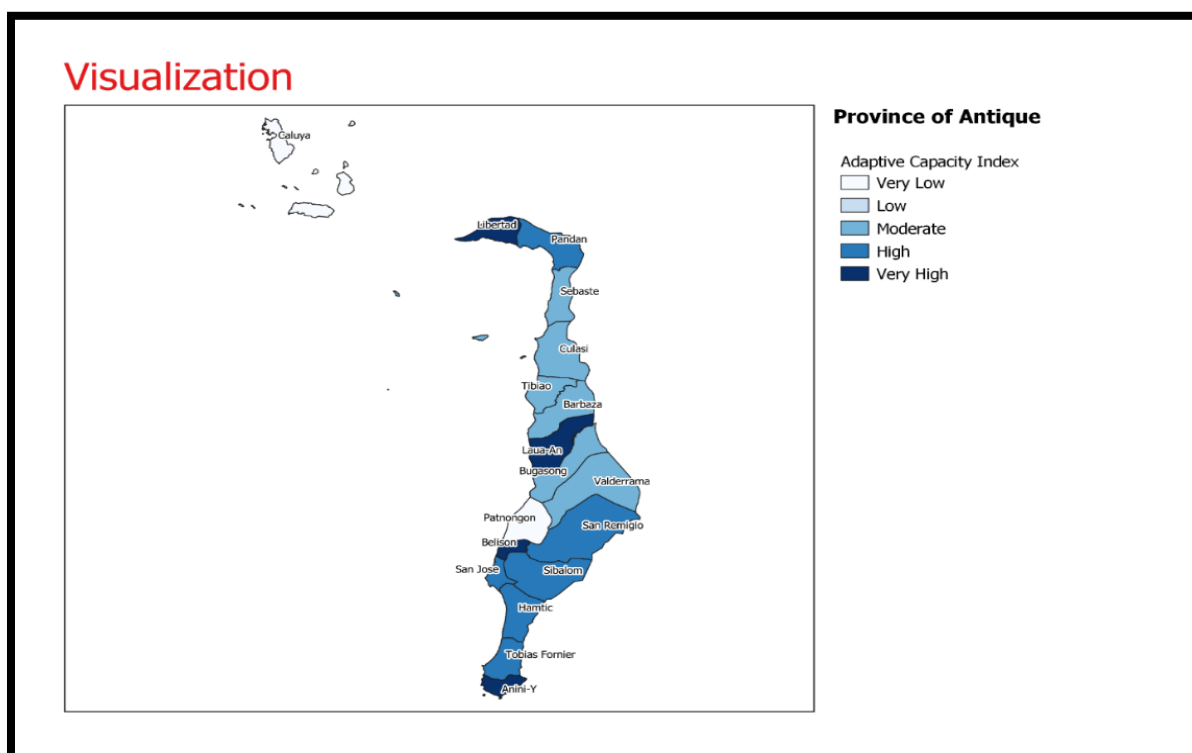 Visualization
Province of Antique
Adaptive Capacity Index
Very Low
Low
Moderate
High
Very High
Caluya
Libertad
Pandan
Sebaste
Culasi
Tibiao
Barbaza
Laua-An
Bugasong
Valderrama
Patnongon
San Remigio
Belison
San Jose
Sibalom
Hamtic
Tobias Fornier
Anini-Y